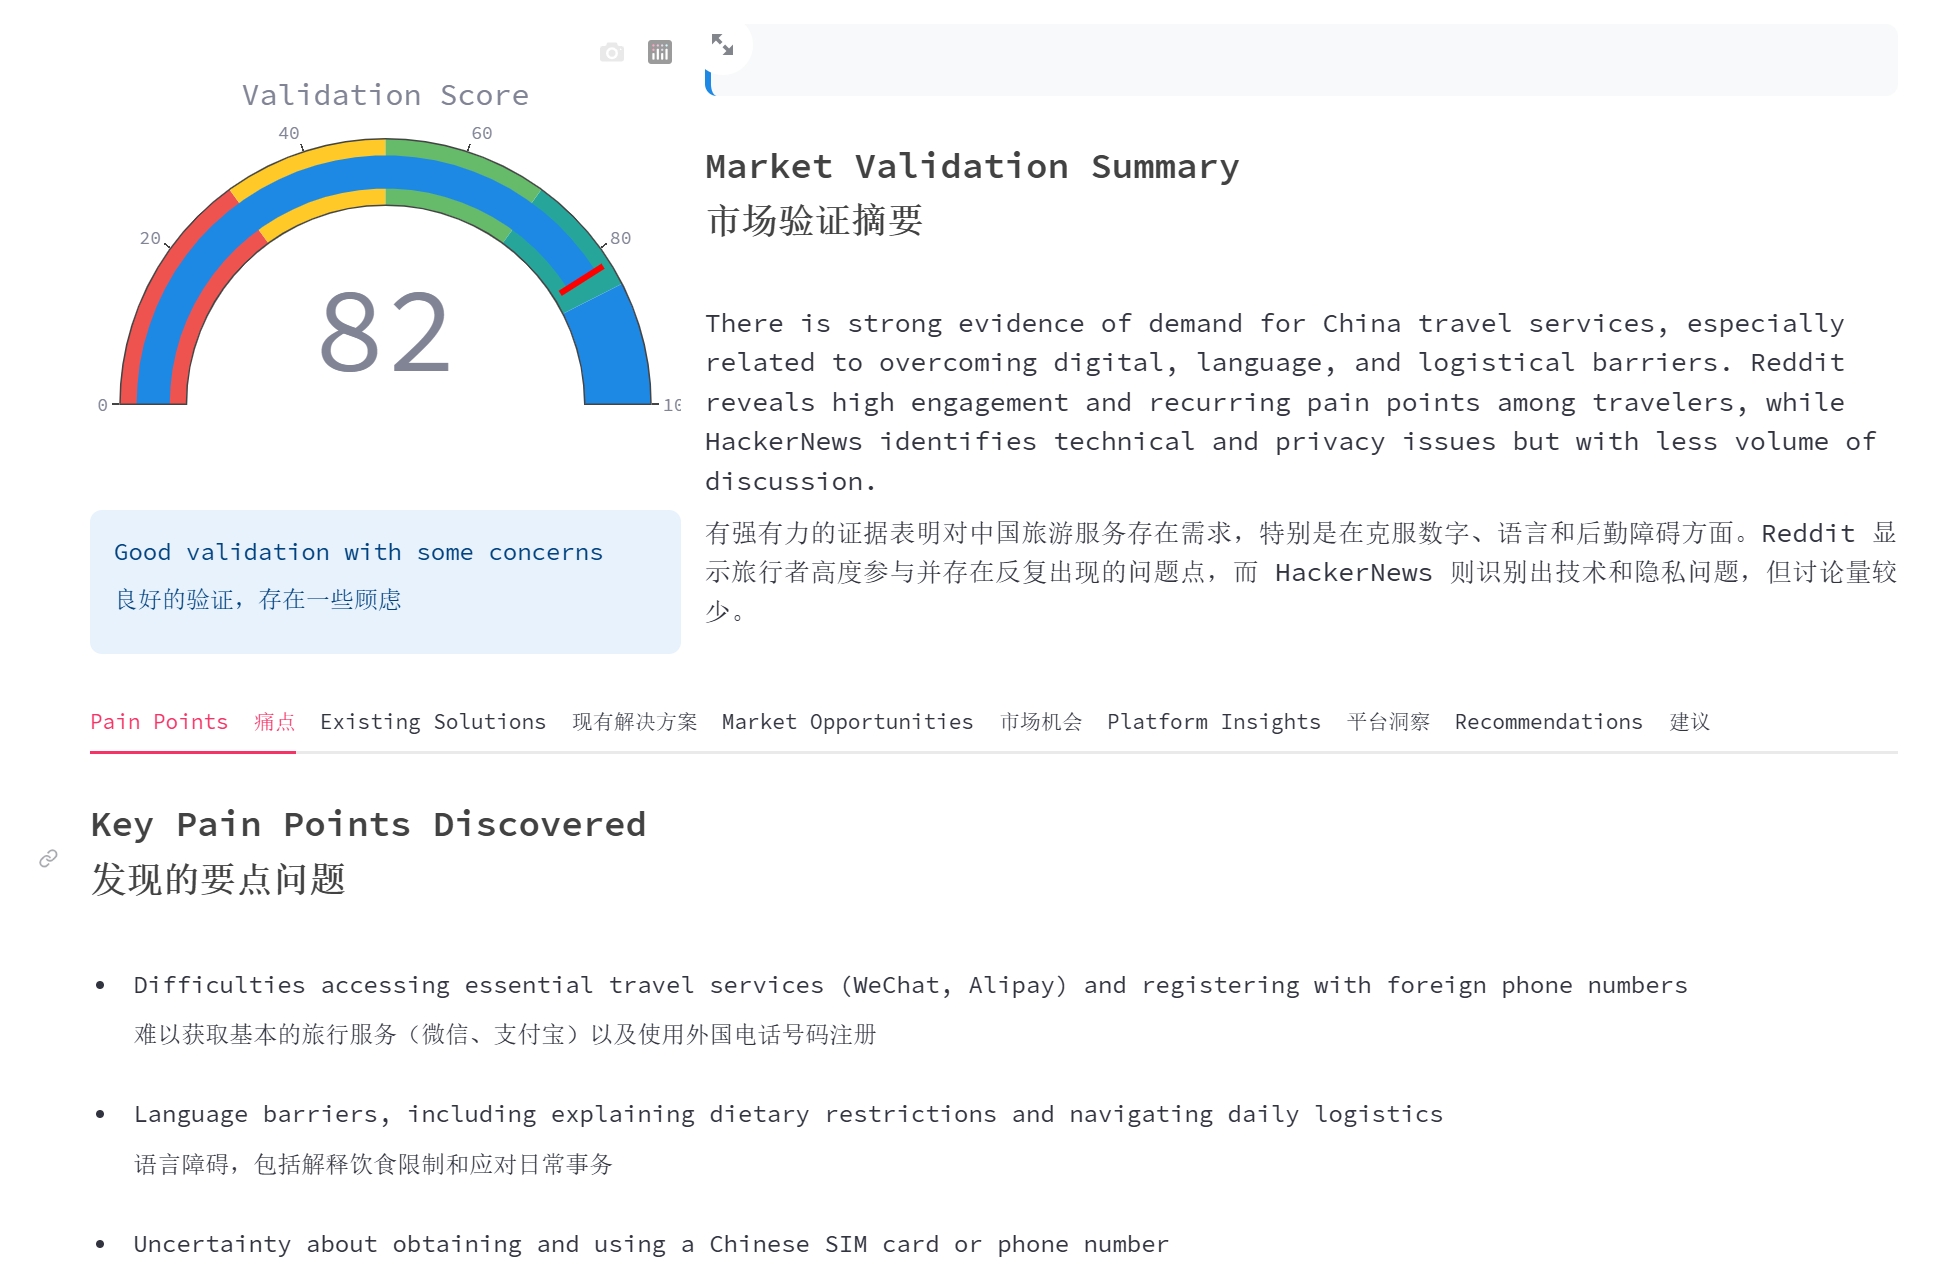 Validation Score
40
60
20
80
82
0
10
Good validation with some concerns
良好的验证，存在一些顾虑
Market Validation Summary
市场验证摘要
There is strong evidence of demand for China travel services, especially
related to overcoming digital, language, and logistical barriers. Reddit
reveals high engagement and recurring pain points among travelers, while
HackerNews identifies technical and privacy issues but with less volume of
discussion.
有强有力的证据表明对中国旅游服务存在需求，特别是在克服数字、语言和后勤障碍方面。Reddit 显
示旅行者高度参与并存在反复出现的问题点，而 HackerNews 则识别出技术和隐私问题，但讨论量较
少。
Pain Points 痛点 Existing Solutions 现有解决方案 Market Opportunities 市场机会 Platform Insights 平台洞察 Recommendations 建议
Key Pain Points Discovered
发现的要点问题
• Difficulties accessing essential travel services (WeChat, Alipay) and registering with foreign phone numbers
难以获取基本的旅行服务（微信、支付宝）以及使用外国电话号码注册
• Language barriers, including explaining dietary restrictions and navigating daily logistics
语言障碍，包括解释饮食限制和应对日常事务
• Uncertainty about obtaining and using a Chinese SIM card or phone number